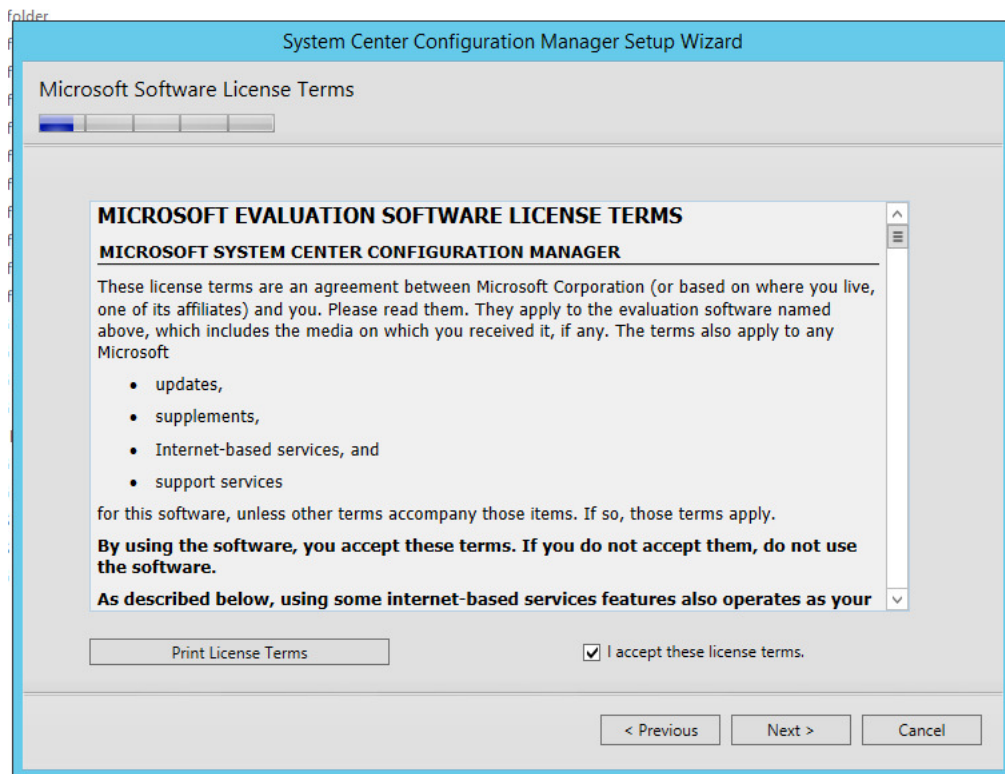 folder
System Center Configuration Manager Setup Wizard
Microsoft Software License Terms
MICROSOFT EVALUATION SOFTWARE LICENSE TERMS
MICROSOFT SYSTEM CENTER CONFIGURATION MANAGER
These license terms are an agreement between Microsoft Corporation (or based on where you live,
one of its affiliates) and you. Please read them. They apply to the evaluation software named
above, which includes the media on which you received it, if any. The terms also apply to any
Microsoft
• updates,
• supplements,
• Internet-based services, and
• support services
for this software, unless other terms accompany those items. If so, those terms apply.
By using the software, you accept these terms. If you do not accept them, do not use
the software.
As described below, using some internet-based services features also operates as your
Print License Terms
I accept these license terms.
< Previous
Next >
Cancel